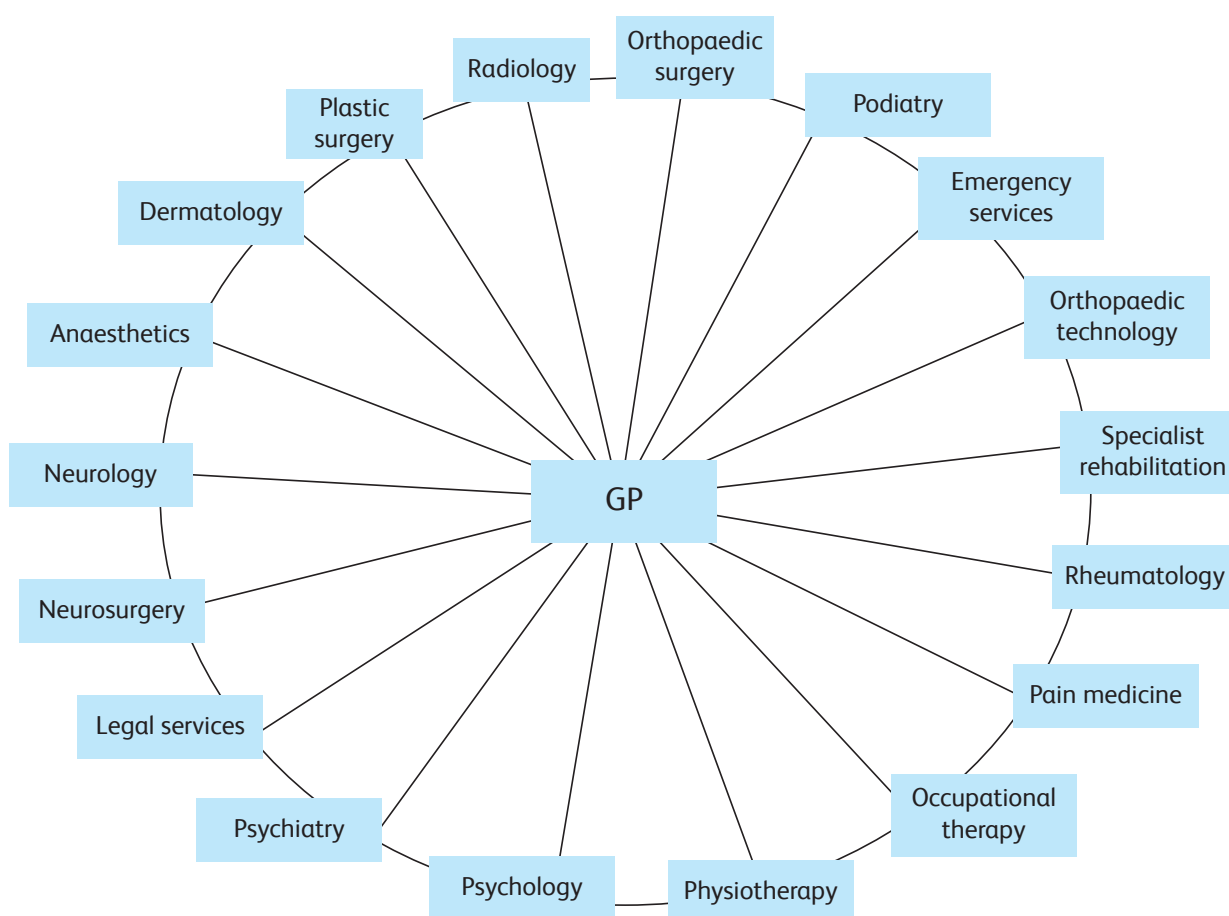 Orthopaedic
surgery
Radiology
Podiatry
Plastic
surgery
Emergency
services
Dermatology
Orthopaedic
technology
Anaesthetics
Specialist
rehabilitation
Neurology
GP
Rheumatology
Neurosurgery
Pain medicine
Legal services
Occupational
therapy
Psychiatry
Psychology
Physiotherapy